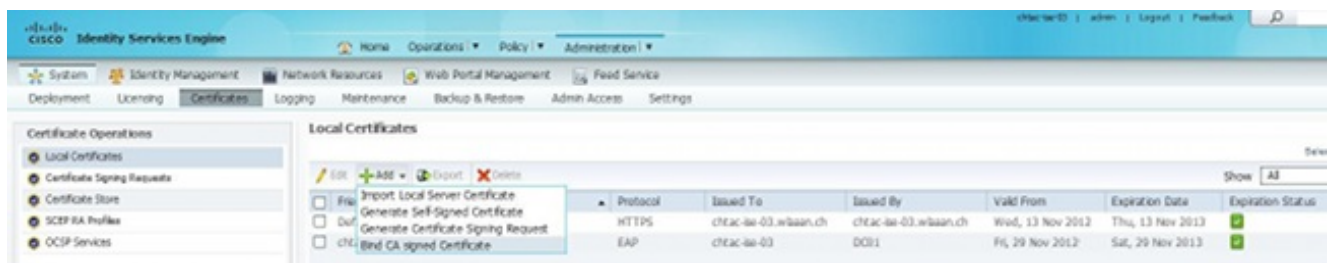 chtac-ise-03 | admin | Logout | Feedback
CISCO Identity Services Engine
Home Operations Policy Administration
System Identity Management Network Resources Web Portal Management Feed Service
Deployment Licensing Certificates Logging Maintenance Backup & Restore Admin Access Settings
Certificate Operations
Local Certificates
Certificate Signing Requests
Certificate Store
SCEP RA Profiles
OCSP Services
Local Certificates
Edit Add Export Delete
Show All
Import Local Server Certificate
Generate Self-Signed Certificate
Generate Certificate Signing Request
Bind CA signed Certificate
Protocol Issued To Issued By Valid From Expiration Date Expiration Status
HTTPS chtac-ise-03.wlaaan.ch chtac-ise-03.wlaaan.ch Wed, 13 Nov 2012 Thu, 13 Nov 2013
EAP chtac-ise-03 DC01 Fri, 29 Nov 2012 Sat, 29 Nov 2013